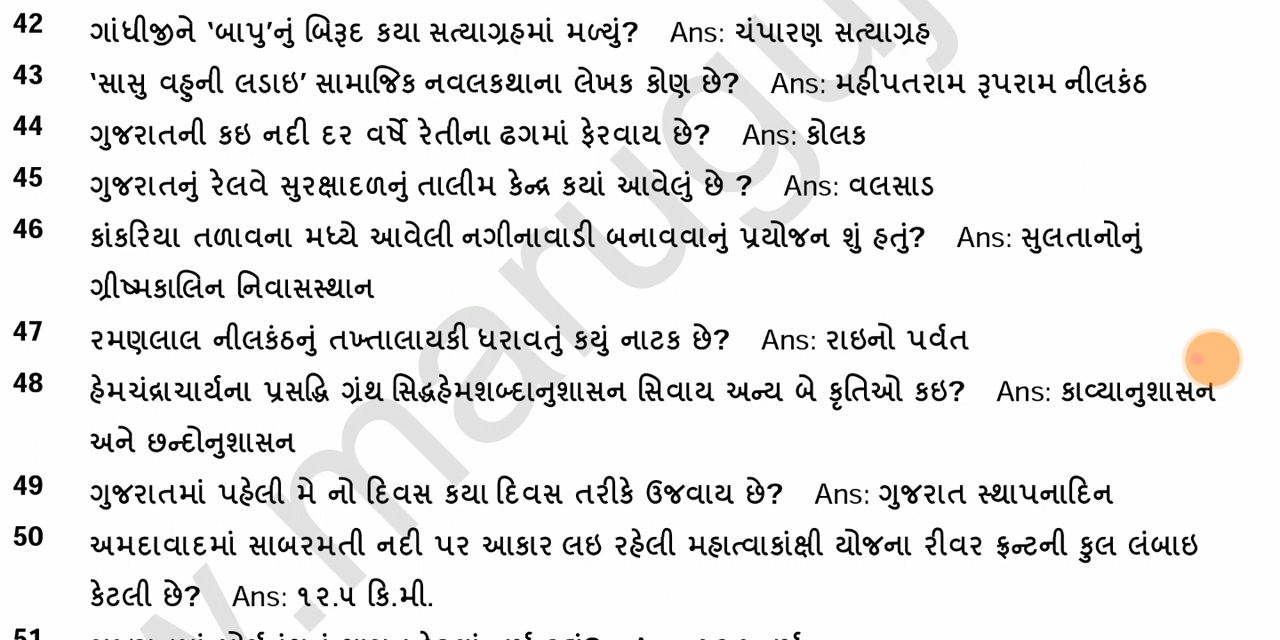 42 ગાંધીજીને ‘બાપુ’નું બિરૂદ કયા સત્યાગ્રહમાં મળ્યું? Ans: ચંપારણ સત્યાગ્રહ
43 ‘સાસુ વહુની લડાઇ’ સામાજિક નવલકથાના લેખક કોણ છે? Ans: મહીપતરામ રૂપરામ નીલકંઠ
44 ગુજરાતની કઇ નદી દર વર્ષે રેતીના ઢગમાં ફેરવાય છે? Ans: કોલક
45 ગુજરાતનું રેલવે સુરક્ષાદળનું તાલીમ કેન્દ્ર કયાં આવેલું છે ? Ans: વલસાડ
46 કાંકરિયા તળાવના મધ્યે આવેલી નગીનાવાડી બનાવવાનું પ્રયોજન શું હતું? Ans: સુલતાનોનું
ગ્રીષ્મકાલિન નિવાસસ્થાન
47 રમણલાલ નીલકંઠનું તખ્તાલાયકી ધરાવતું કયું નાટક છે? Ans: રાઇનો પર્વત
48 હેમચંદ્રાચાર્યના પ્રસદ્ધિ ગ્રંથ સિદ્ધહેમશબ્દાનુશાસન સિવાય અન્ય બે કૃતિઓ કઇ? Ans: કાવ્યાનુશાસન
અને છન્દોનુશાસન
49 ગુજરાતમાં પહેલી મે નો દિવસ કયા દિવસ તરીકે ઉજવાય છે? Ans: ગુજરાત સ્થાપનાદિન
50 અમદાવાદમાં સાબરમતી નદી પર આકાર લઇ રહેલી મહાત્વાકાંક્ષી યોજના રીવર ફ્રન્ટની કુલ લંબાઇ
કેટલી છે? Ans: ૧૨.૫ કિ.મી.
51